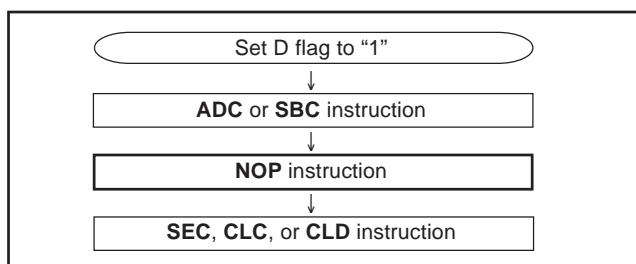 Set D flag to “1”
ADC or SBC instruction
NOP instruction
SEC, CLC, or CLD instruction